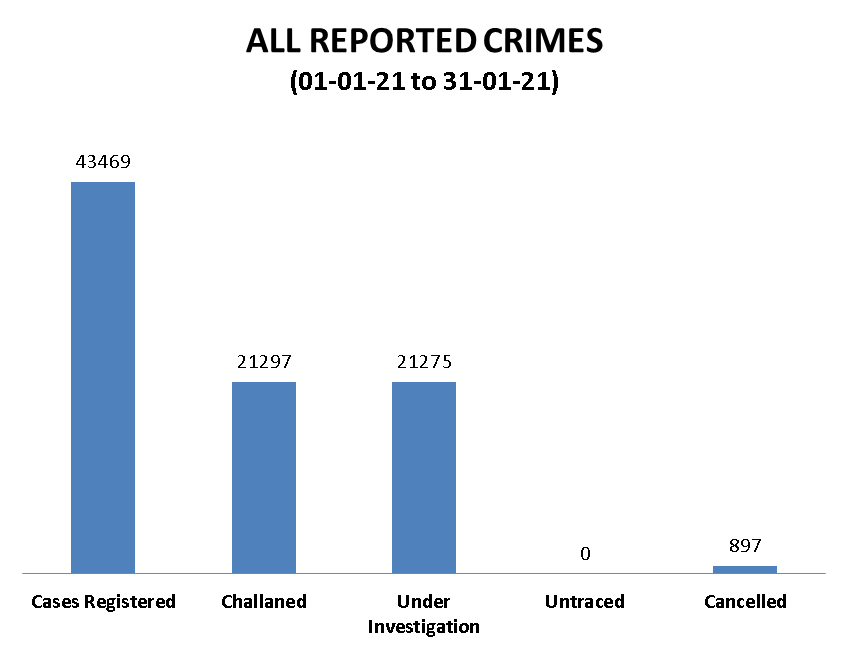 ALL REPORTED CRIMES
(01-01-21 to 31-01-21)
43469
21297
21275
0
897
Cases Registered
Challaned
Under
Investigation
Untraced
Cancelled